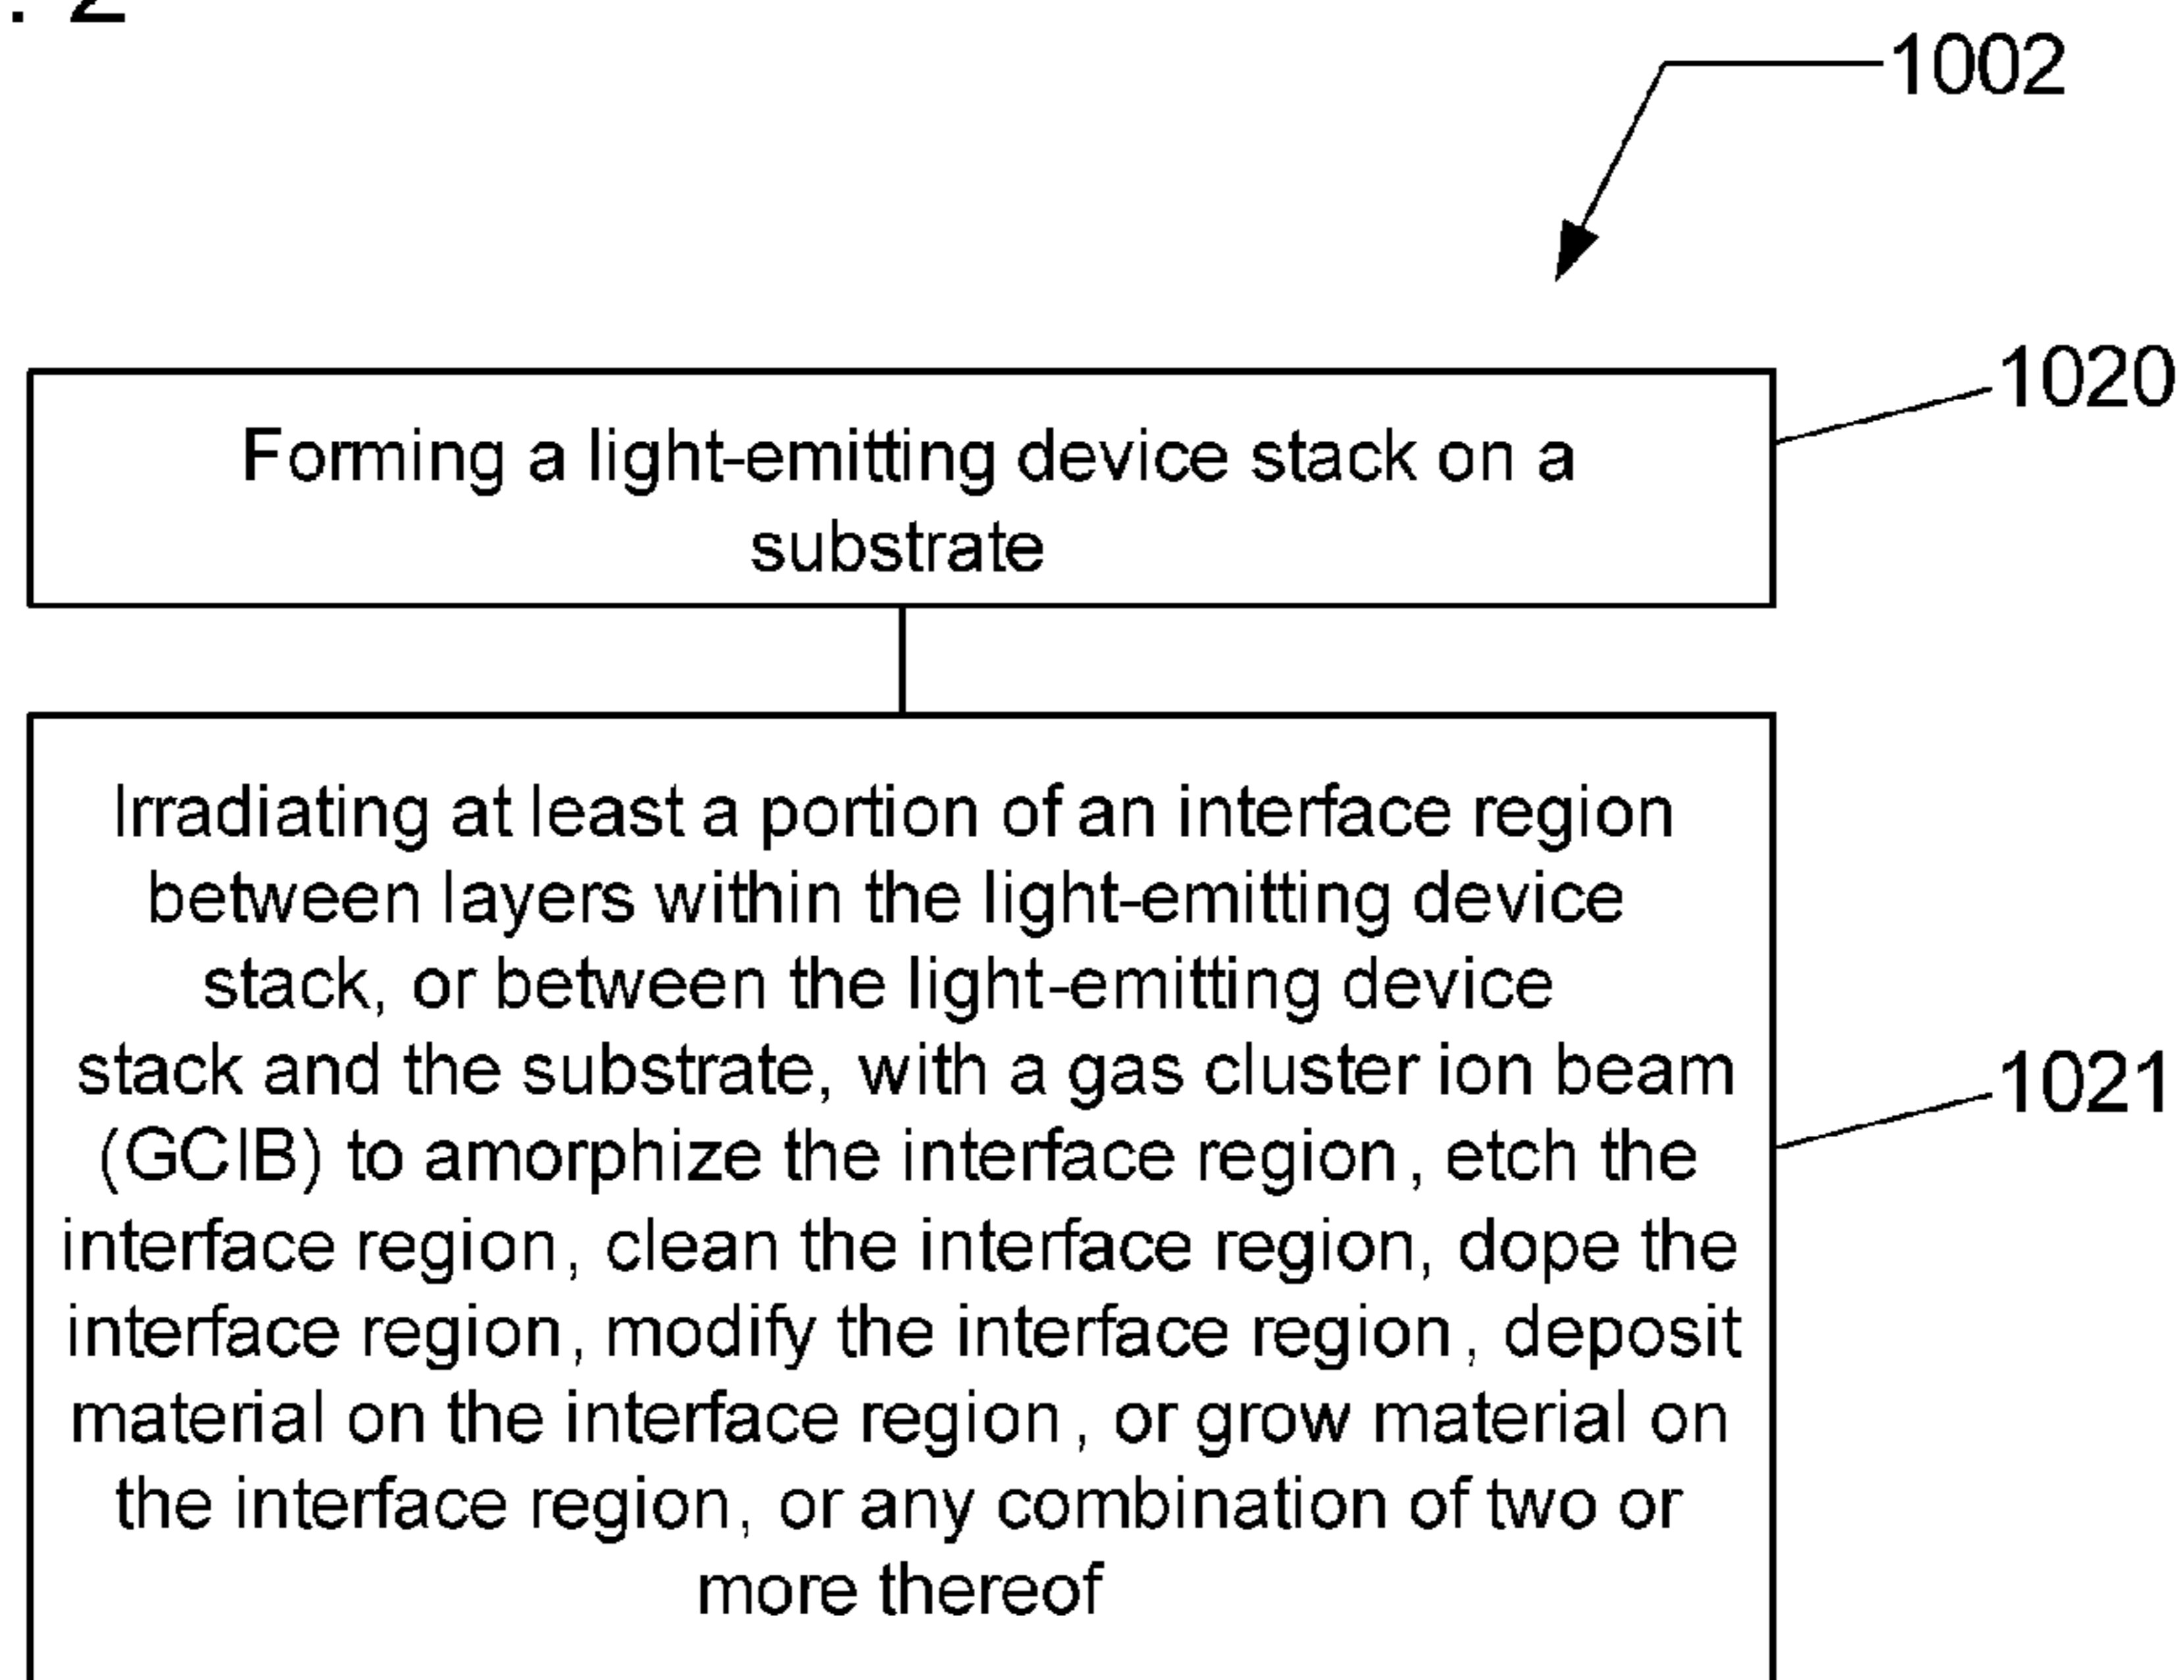 . 2
1002
1020
Forming a light-emitting device stack on a
substrate
Irradiating at least a portion of an interface region
between layers within the light-emitting device
stack, or between the light-emitting device
stack and the substrate, with a gas cluster ion beam
1021
(GCIB) to amorphize the interface region, etch the
interface region, clean the interface region, dope the
interface region, modify the interface region, deposit
material on the interface region, or grow material on
the interface region, or any combination of two or
more thereof